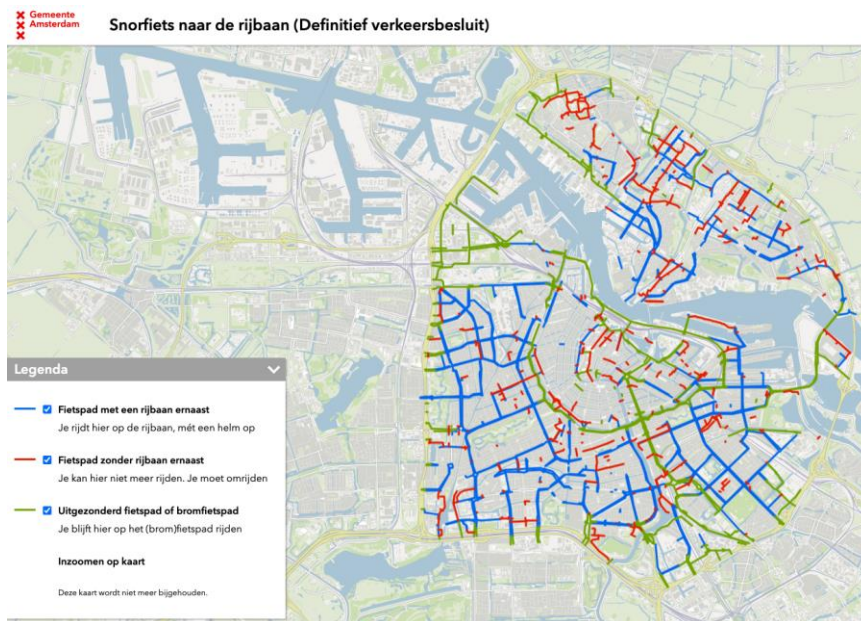 Gemeente
Amsterdam
Snorfiets naar de rijbaan (Definitief verkeersbesluit)
Legenda
Fietspad met een rijbaan ernaast
Je rijdt hier op de rijbaan, mét een helm op
Fietspad zonder rijbaan ernaast
Je kan hier niet meer rijden. Je moet omrijden
Uitgezonderd fietspad of bromfietspad
Je blijft hier op het (brom)fietspad rijden
Inzoomen op kaart
Deze kaart wordt niet meer bijgehouden.